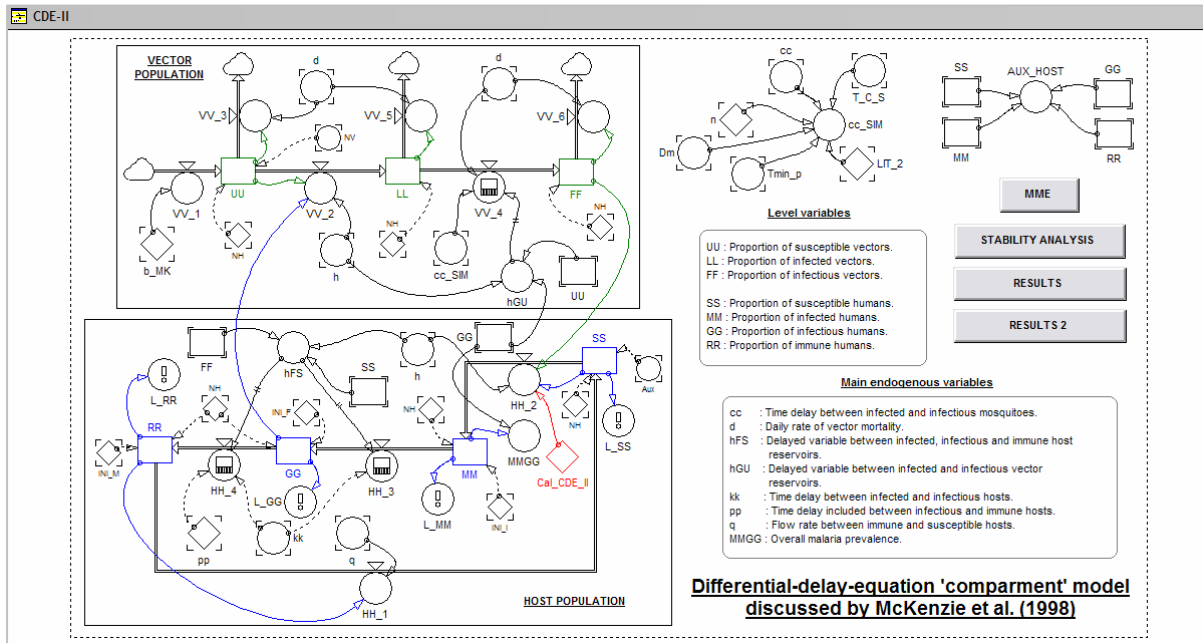 CDE-II
VECTOR
POPULATION
d
d
VV_3
VV_5
VV_6
NV
UU
LL
FF
VV_1
VV_2
VV_4
NH
NH
NH
b_MK
h
cc_SIM
hGU
UU
cc
T_C_S
n
cc_SIM
Dm
Tmin_p
LIT_2
SS
AUX_HOST
GG
MM
RR
MME
STABILITY ANALYSIS
RESULTS
RESULTS 2
Level variables
UU : Proportion of susceptible vectors.
LL : Proportion of infected vectors.
FF : Proportion of infectious vectors.
SS : Proportion of susceptible humans.
MM : Proportion of infected humans.
GG : Proportion of infectious humans.
RR : Proportion of immune humans.
Main endogenous variables
cc : Time delay between infected and infectious mosquitoes.
d : Daily rate of vector mortality.
hFS : Delayed variable between infected, infectious and immune host
reservoirs.
hGU : Delayed variable between infected and infectious vector
reservoirs.
kk : Time delay between infected and infectious hosts.
pp : Time delay included between infectious and immune hosts.
q : Flow rate between immune and susceptible hosts.
MMGG : Overall malaria prevalence.
GG
SS
FF
hFS
h
SS
Aux
L_RR
HH_2
NH
NH
INI_F
NH
L_SS
RR
INI_M
GG
MM
MMGG
Cal_CDE_II
HH_4
HH_3
L_GG
L_MM
INI_I
pp
kk
q
HH_1
HOST POPULATION
Differential-delay-equation 'comparment' model
discussed by McKenzie et al. (1998)